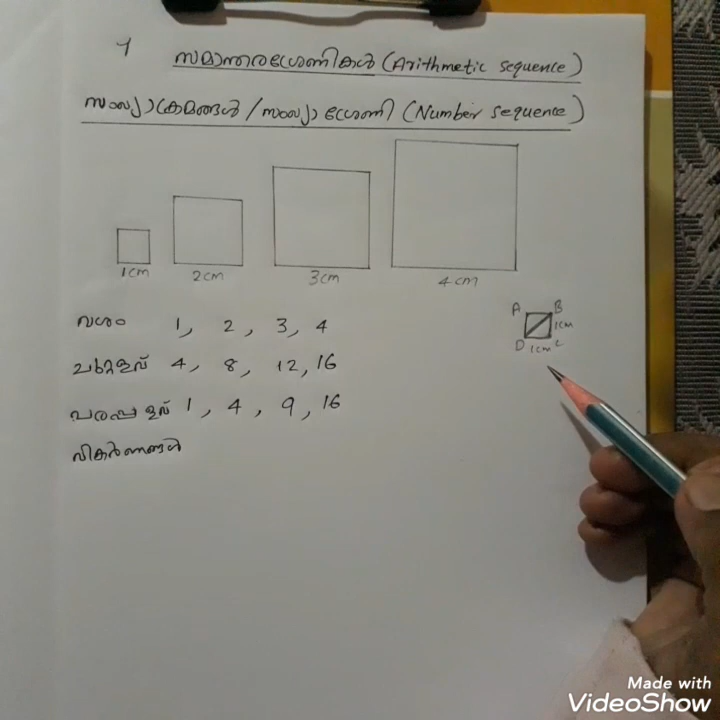 1
സമാന്തരശ്രേണികൾ (Arithmetic sequence)
സംഖ്യാക്രമങ്ങൾ / സംഖ്യാ ശ്രേണി (Number sequence)
1cm 2cm 3cm 4cm
വശം 1, 2, 3, 4
ചുറ്റളവ് 4, 8, 12, 16
പരപ്പളവ് 1, 4, 9, 16
വികർണങ്ങൾ
A B
1cm
D 1cm C
Made with
VideoShow